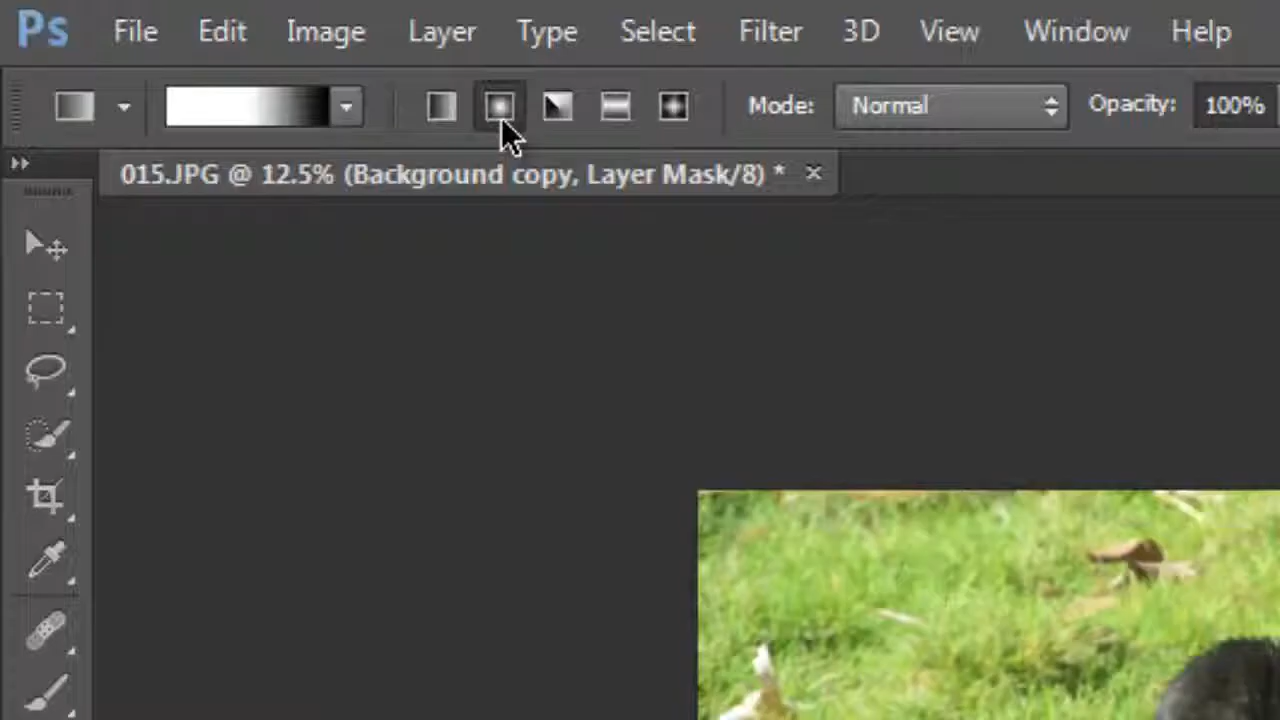 Ps File Edit Image Layer Type Select Filter 3D View Window Help
Mode: Normal Opacity: 100%
015.JPG @ 12.5% (Background copy, Layer Mask/8) * ×